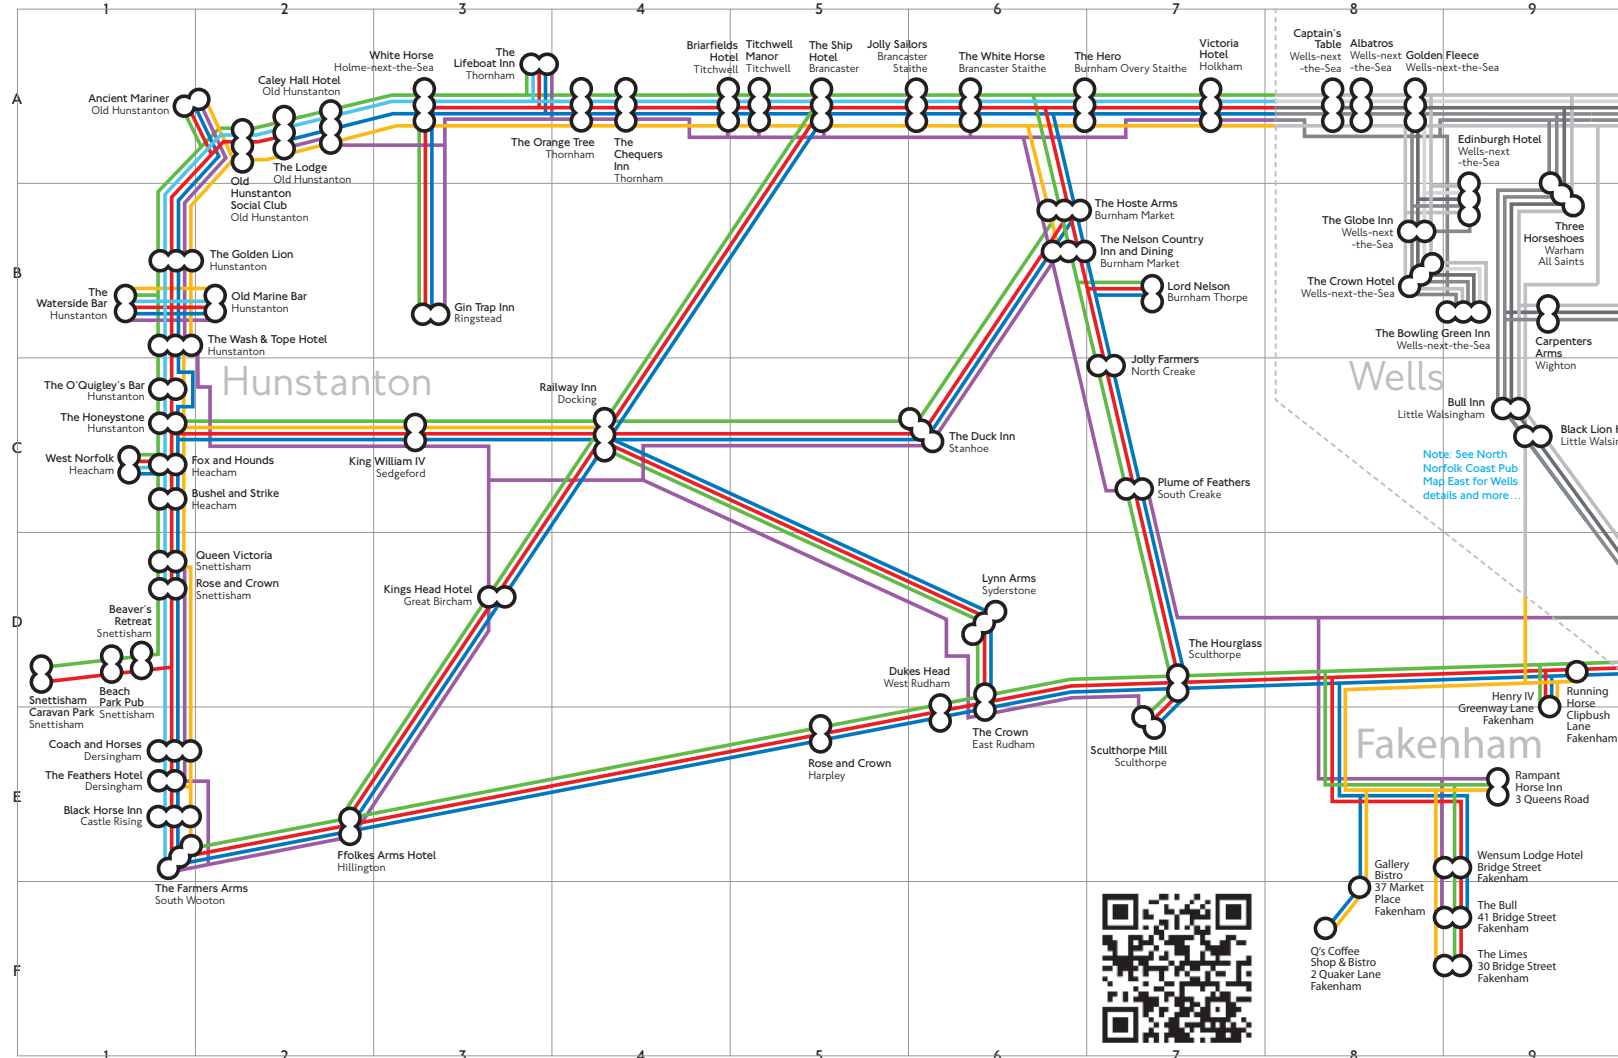 1 2 3 4 5 6 7 8 9
A
B
C
D
E
F
Ancient Mariner
Old Hunstanton
Caley Hall Hotel
Old Hunstanton
White Horse
Holme-next-the-Sea
The
Lifeboat Inn
Thornham
Briarfields
Hotel
Titchwell
Titchwell
Manor
Titchwell
The Ship
Hotel
Brancaster
Jolly Sailors
Brancaster
Staithe
The White Horse
Brancaster Staithe
The Hero
Burnham Overy Staithe
Victoria
Hotel
Holkham
Captain's
Table
Wells-next
-the-Sea
Albatros
Wells-next
-the-Sea
Golden Fleece
Wells-next-the-Sea
Old
Hunstanton
Social Club
Old Hunstanton
The Lodge
Old Hunstanton
The Orange Tree
Thornham
The
Chequers
Inn
Thornham
Edinburgh Hotel
Wells-next
-the-Sea
The Globe Inn
Wells-next
-the-Sea
Three
Horseshoes
Warham
All Saints
The Hoste Arms
Burnham Market
The Nelson Country
Inn and Dining
Burnham Market
Lord Nelson
Burnham Thorpe
The Golden Lion
Hunstanton
The
Waterside Bar
Hunstanton
Old Marine Bar
Hunstanton
Gin Trap Inn
Ringstead
The Crown Hotel
Wells-next-the-Sea
The Bowling Green Inn
Wells-next-the-Sea
Carpenters
Arms
Wighton
The Wash & Tope Hotel
Hunstanton
Hunstanton
Wells
Jolly Farmers
North Creake
The O'Quigley's Bar
Hunstanton
The Honeystone
Hunstanton
Railway Inn
Docking
King William IV
Sedgeford
The Duck Inn
Stanhoe
Bull Inn
Little Walsingham
Black Lion H
Little Walsin
West Norfolk
Heacham
Fox and Hounds
Heacham
Bushel and Strike
Heacham
Note: See North
Norfolk Coast Pub
Map East for Wells
details and more...
Plume of Feathers
South Creake
Queen Victoria
Snettisham
Rose and Crown
Snettisham
Kings Head Hotel
Great Bircham
Lynn Arms
Syderstone
Beaver's
Retreat
Snettisham
Snettisham
Caravan Park
Snettisham
Beach
Park Pub
Snettisham
The Hourglass
Sculthorpe
Dukes Head
West Rudham
Henry IV
Greenway Lane
Fakenham
Running
Horse
Clipbush
Lane
Fakenham
Coach and Horses
Dersingham
The Feathers Hotel
Dersingham
Black Horse Inn
Castle Rising
The Crown
East Rudham
Rose and Crown
Harpley
Sculthorpe Mill
Sculthorpe
Fakenham
Rampant
Horse Inn
3 Queens Road
Ffolkes Arms Hotel
Hillington
The Farmers Arms
South Wooton
Gallery
Bistro
37 Market
Place
Fakenham
Wensum Lodge Hotel
Bridge Street
Fakenham
The Bull
41 Bridge Street
Fakenham
Q's Coffee
Shop & Bistro
2 Quaker Lane
Fakenham
The Limes
30 Bridge Street
Fakenham
1 2 3 4 5 6 7 8 9